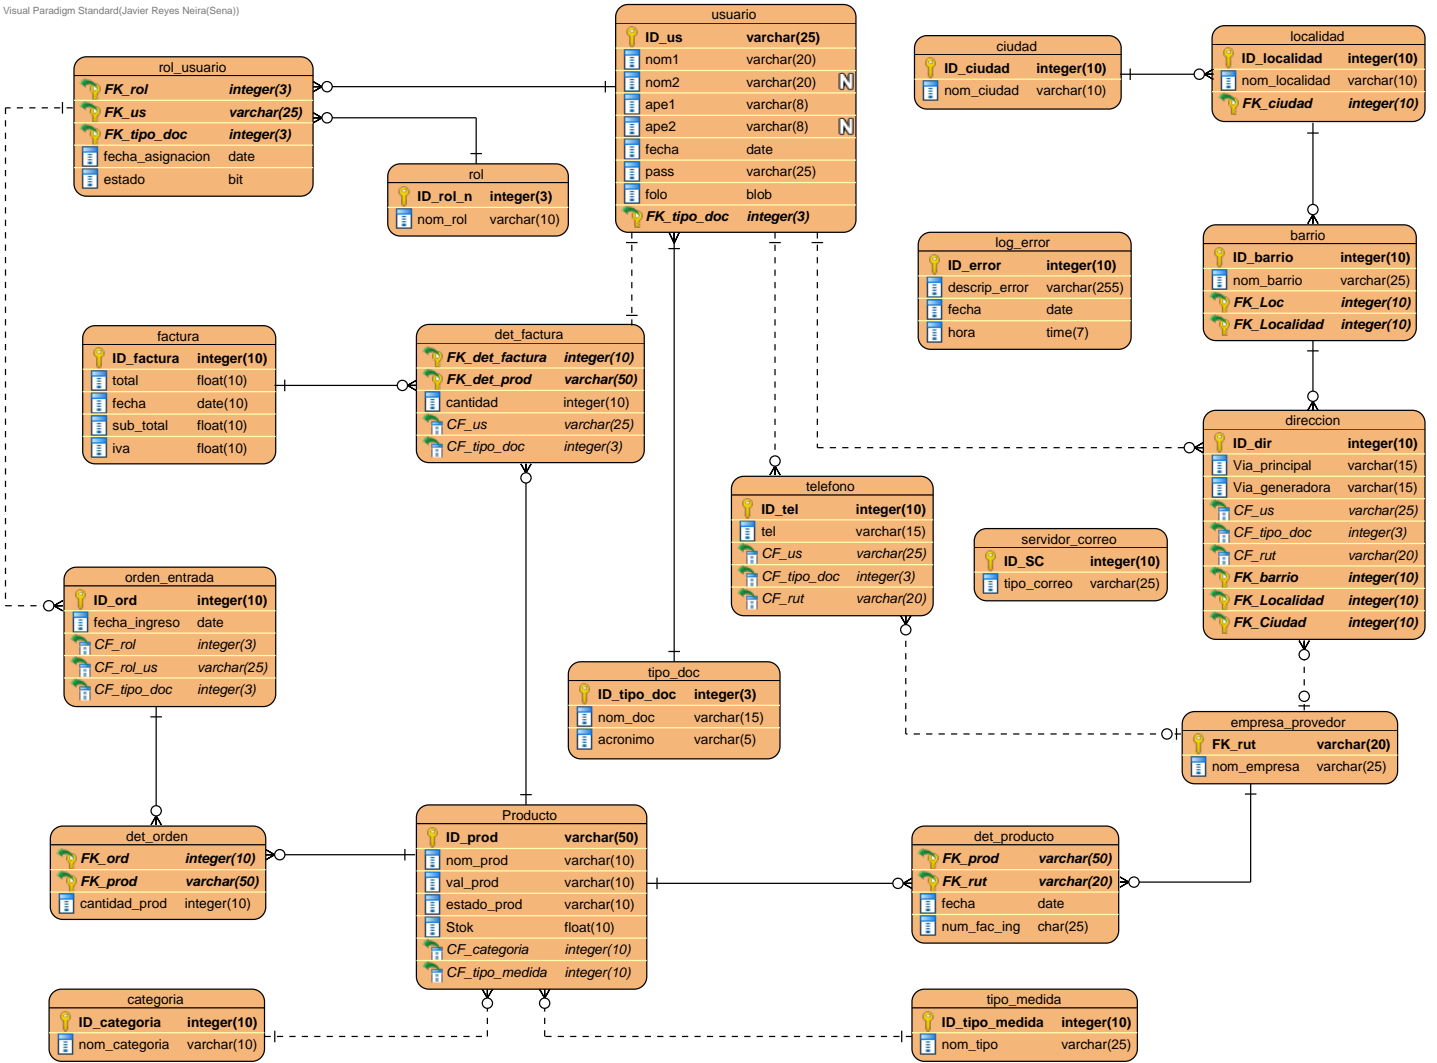 Visual Paradigm Standard(Javier Reyes Neira(Sena))
usuario
ID_us varchar(25)
nom1 varchar(20)
nom2 varchar(20) N
ape1 varchar(8)
ape2 varchar(8) N
fecha date
pass varchar(25)
folo blob
FK_tipo_doc integer(3)
rol_usuario
FK_rol integer(3)
FK_us varchar(25)
FK_tipo_doc integer(3)
fecha_asignacion date
estado bit
rol
ID_rol_n integer(3)
nom_rol varchar(10)
ciudad
ID_ciudad integer(10)
nom_ciudad varchar(10)
localidad
ID_localidad integer(10)
nom_localidad varchar(10)
FK_ciudad integer(10)
log_error
ID_error integer(10)
descrip_error varchar(255)
fecha date
hora time(7)
barrio
ID_barrio integer(10)
nom_barrio varchar(25)
FK_Loc integer(10)
FK_Localidad integer(10)
factura
ID_factura integer(10)
total float(10)
fecha date(10)
sub_total float(10)
iva float(10)
det_factura
FK_det_factura integer(10)
FK_det_prod varchar(50)
cantidad integer(10)
CF_us varchar(25)
CF_tipo_doc integer(3)
direccion
ID_dir integer(10)
Via_principal varchar(15)
Via_generadora varchar(15)
CF_us varchar(25)
CF_tipo_doc integer(3)
CF_rut varchar(20)
FK_barrio integer(10)
FK_Localidad integer(10)
FK_Ciudad integer(10)
telefono
ID_tel integer(10)
tel varchar(15)
CF_us varchar(25)
CF_tipo_doc integer(3)
CF_rut varchar(20)
servidor_correo
ID_SC integer(10)
tipo_correo varchar(25)
orden_entrada
ID_ord integer(10)
fecha_ingreso date
CF_rol integer(3)
CF_rol_us varchar(25)
CF_tipo_doc integer(3)
tipo_doc
ID_tipo_doc integer(3)
nom_doc varchar(15)
acronimo varchar(5)
empresa_provedor
FK_rut varchar(20)
nom_empresa varchar(25)
det_orden
FK_ord integer(10)
FK_prod varchar(50)
cantidad_prod integer(10)
Producto
ID_prod varchar(50)
nom_prod varchar(10)
val_prod varchar(10)
estado_prod varchar(10)
Stok float(10)
CF_categoria integer(10)
CF_tipo_medida integer(10)
det_producto
FK_prod varchar(50)
FK_rut varchar(20)
fecha date
num_fac_ing char(25)
categoria
ID_categoria integer(10)
nom_categoria varchar(10)
tipo_medida
ID_tipo_medida integer(10)
nom_tipo varchar(25)